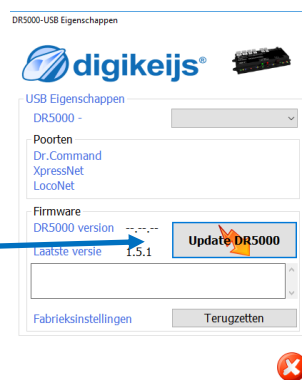 DR5000-USB Eigenschappen
digikeijs®
USB Eigenschappen
DR5000 -
Poorten
Dr.Command
XpressNet
LocoNet
Firmware
DR5000 version --.--.--
Update DR5000
Laatste versie 1.5.1
Fabrieksinstellingen Terugzetten